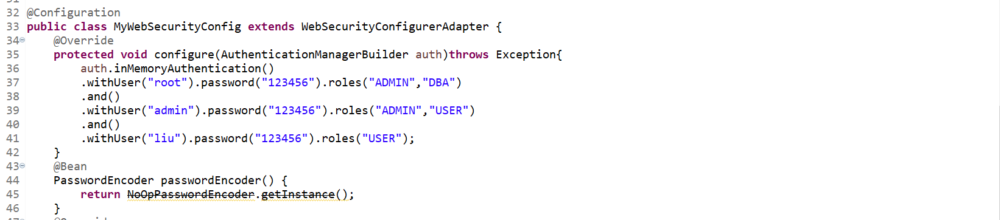 32 @Configuration
33 public class MyWebSecurityConfig extends WebSecurityConfigurerAdapter {
34 @Override
35 protected void configure(AuthenticationManagerBuilder auth)throws Exception{
36 auth.inMemoryAuthentication()
37 .withUser("root").password("123456").roles("ADMIN","DBA")
38 .and()
39 .withUser("admin").password("123456").roles("ADMIN","USER")
40 .and()
41 .withUser("liu").password("123456").roles("USER");
42 }
43 @Bean
44 PasswordEncoder passwordEncoder() {
45 return NoOpPasswordEncoder.getInstance();
46 }